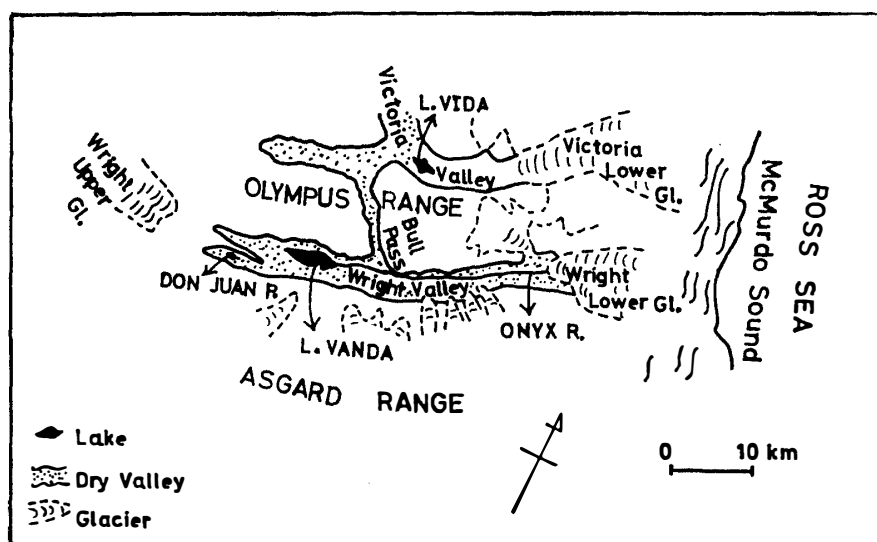 Victoria
L. VIDA
Wright
Upper
Gl.
Victoria
Lower
Gl.
Valley
OLYMPUS RANGE
Bull
Pass
McMurdo Sound
ROSS SEA
DON JUAN P.
Wright Valley
Wright
Lower Gl.
L. VANDA
ONYX R.
ASGARD RANGE
Lake
Dry Valley
Glacier
0 10 km